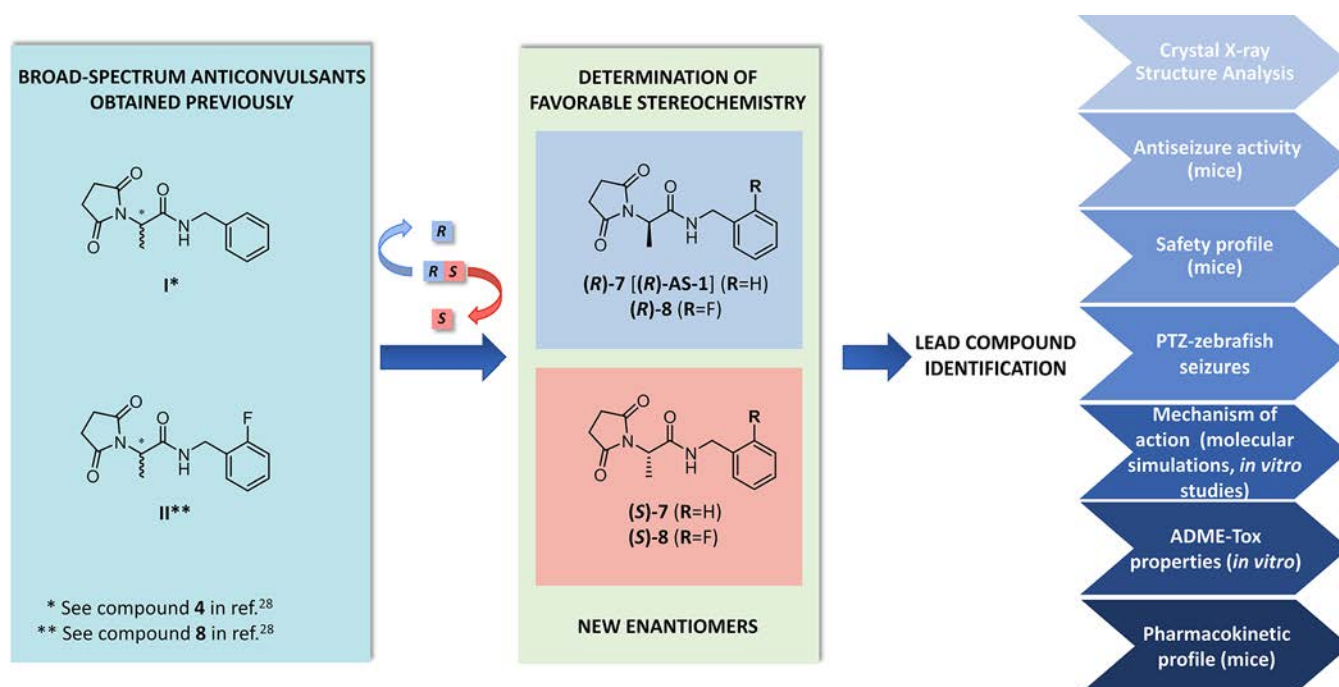 BROAD-SPECTRUM ANTICONVULSANTS
OBTAINED PREVIOUSLY
O
N
O
*
O
N
H
I*
O
N
O
*
O
N
H
F
II**
* See compound 4 in ref.²⁸
** See compound 8 in ref.²⁸
R
R S
S
DETERMINATION OF
FAVORABLE STEREOCHEMISTRY
O
N
O
O
N
H
R
(R)-7 [(R)-AS-1] (R=H)
(R)-8 (R=F)
O
N
O
O
N
H
R
(S)-7 (R=H)
(S)-8 (R=F)
NEW ENANTIOMERS
LEAD COMPOUND
IDENTIFICATION
Crystal X-ray
Structure Analysis
Antiseizure activity
(mice)
Safety profile
(mice)
PTZ-zebrafish
seizures
Mechanism of
action (molecular
simulations, in vitro
studies)
ADME-Tox
properties (in vitro)
Pharmacokinetic
profile (mice)